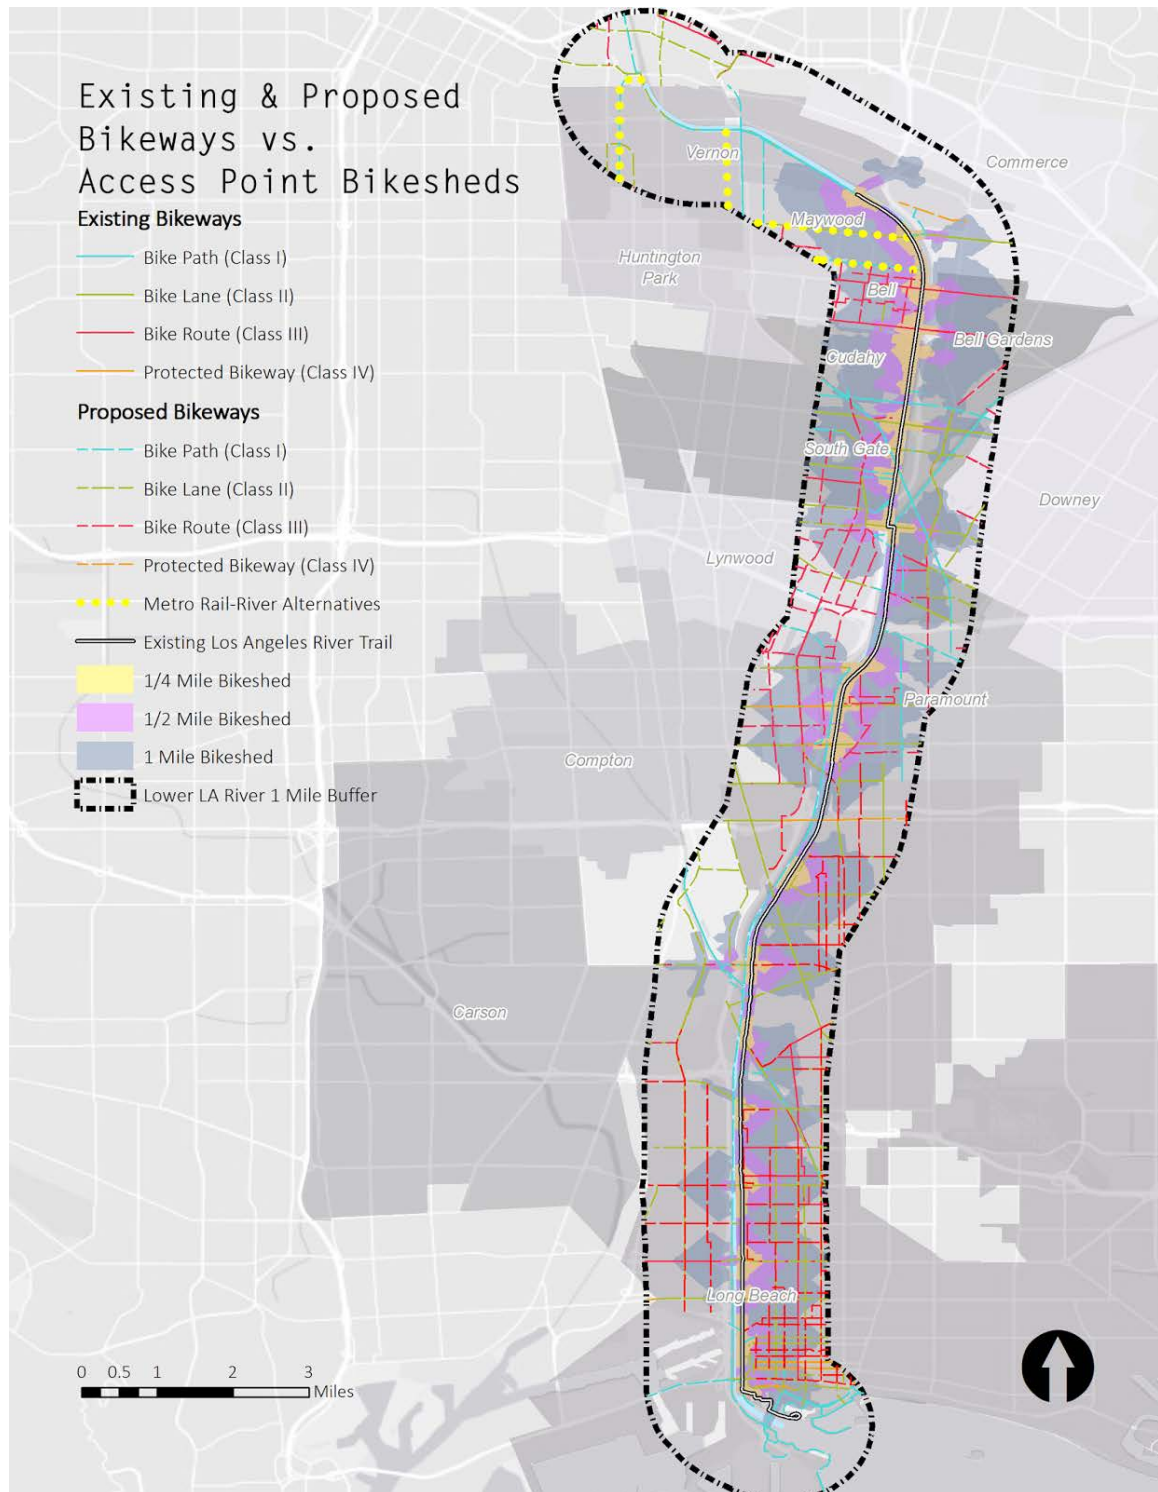 Existing & Proposed
Bikeways vs.
Access Point Bikesheds
Existing Bikeways
Bike Path (Class I)
Bike Lane (Class II)
Bike Route (Class III)
Protected Bikeway (Class IV)
Proposed Bikeways
Bike Path (Class I)
Bike Lane (Class II)
Bike Route (Class III)
Protected Bikeway (Class IV)
Metro Rail-River Alternatives
Existing Los Angeles River Trail
1/4 Mile Bikeshed
1/2 Mile Bikeshed
1 Mile Bikeshed
Lower LA River 1 Mile Buffer
Vernon
Commerce
Maywood
Huntington
Park
Bell
Bell Gardens
Cudahy
South Gate
Downey
Lynwood
Paramount
Compton
Carson
Long Beach
0 0.5 1 2 3
Miles